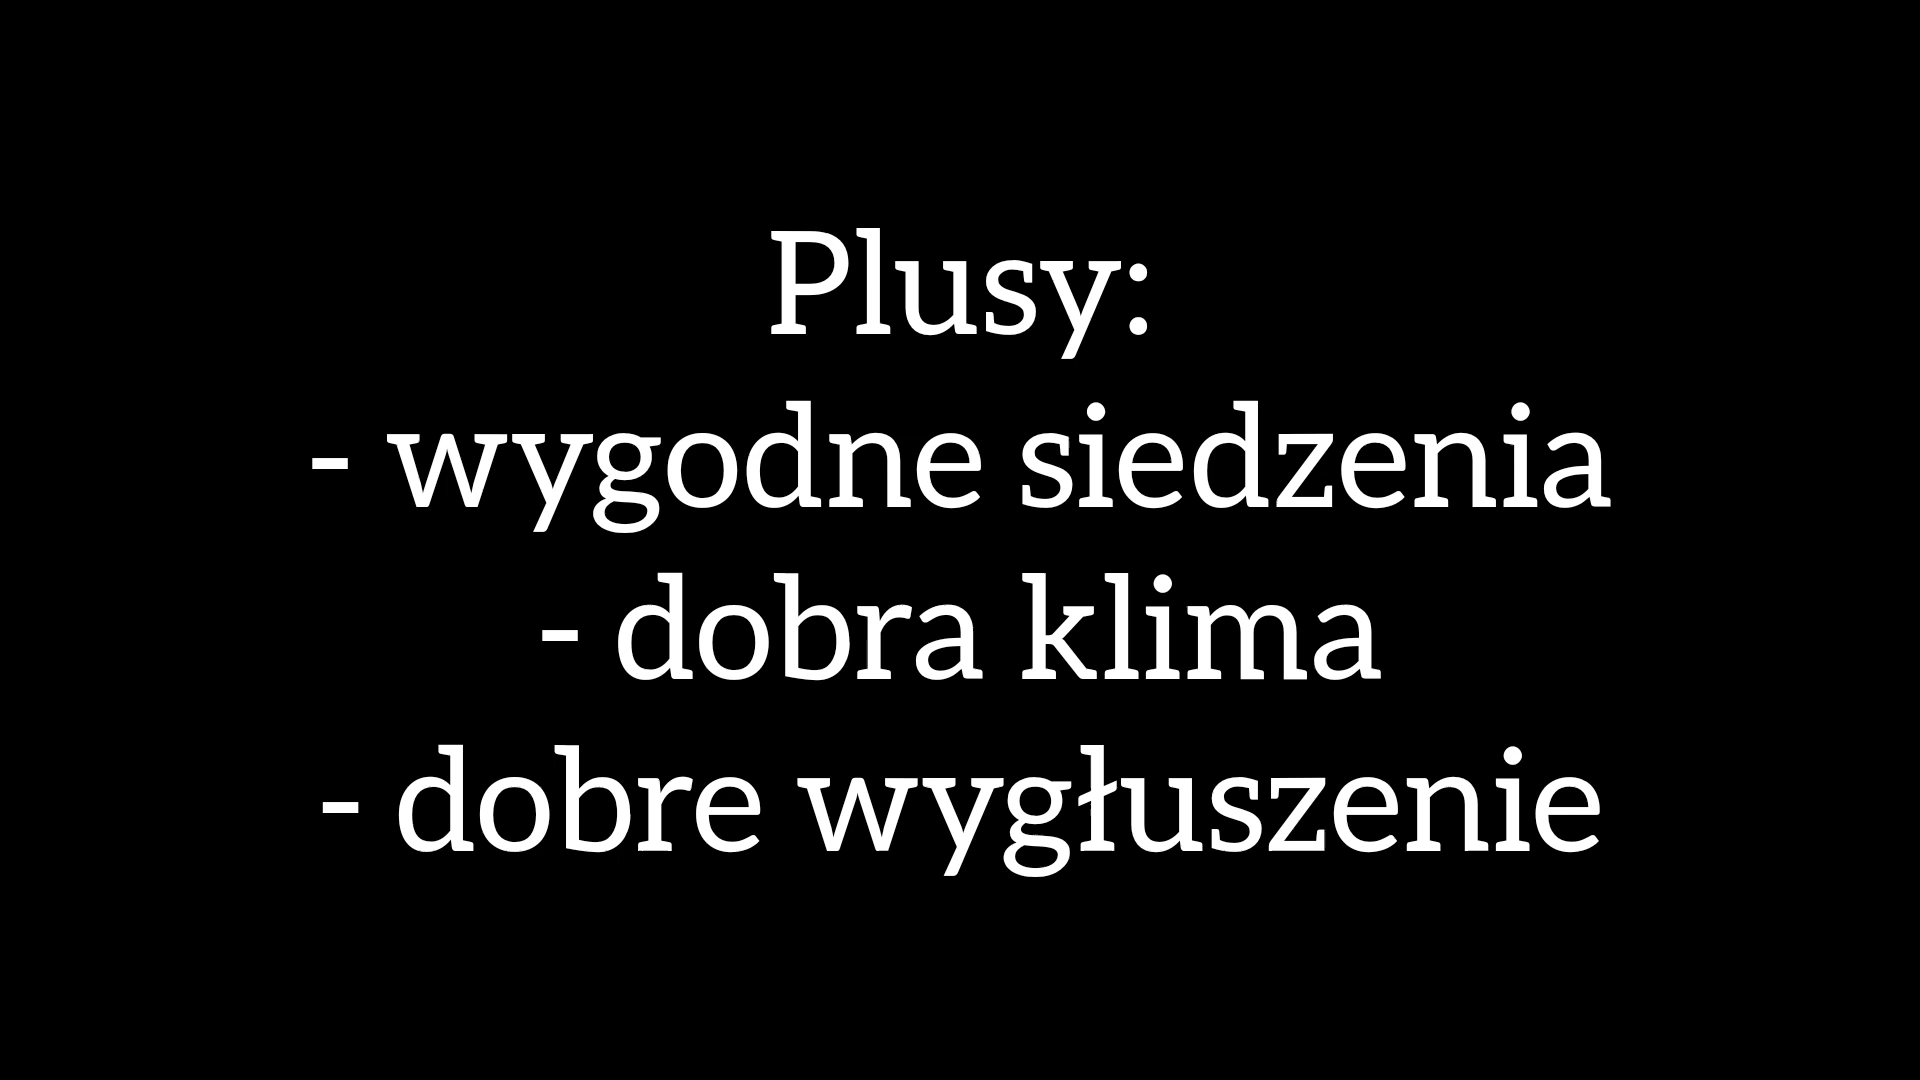 Plusy:
- wygodne siedzenia
- dobra klima
- dobre wygłuszenie